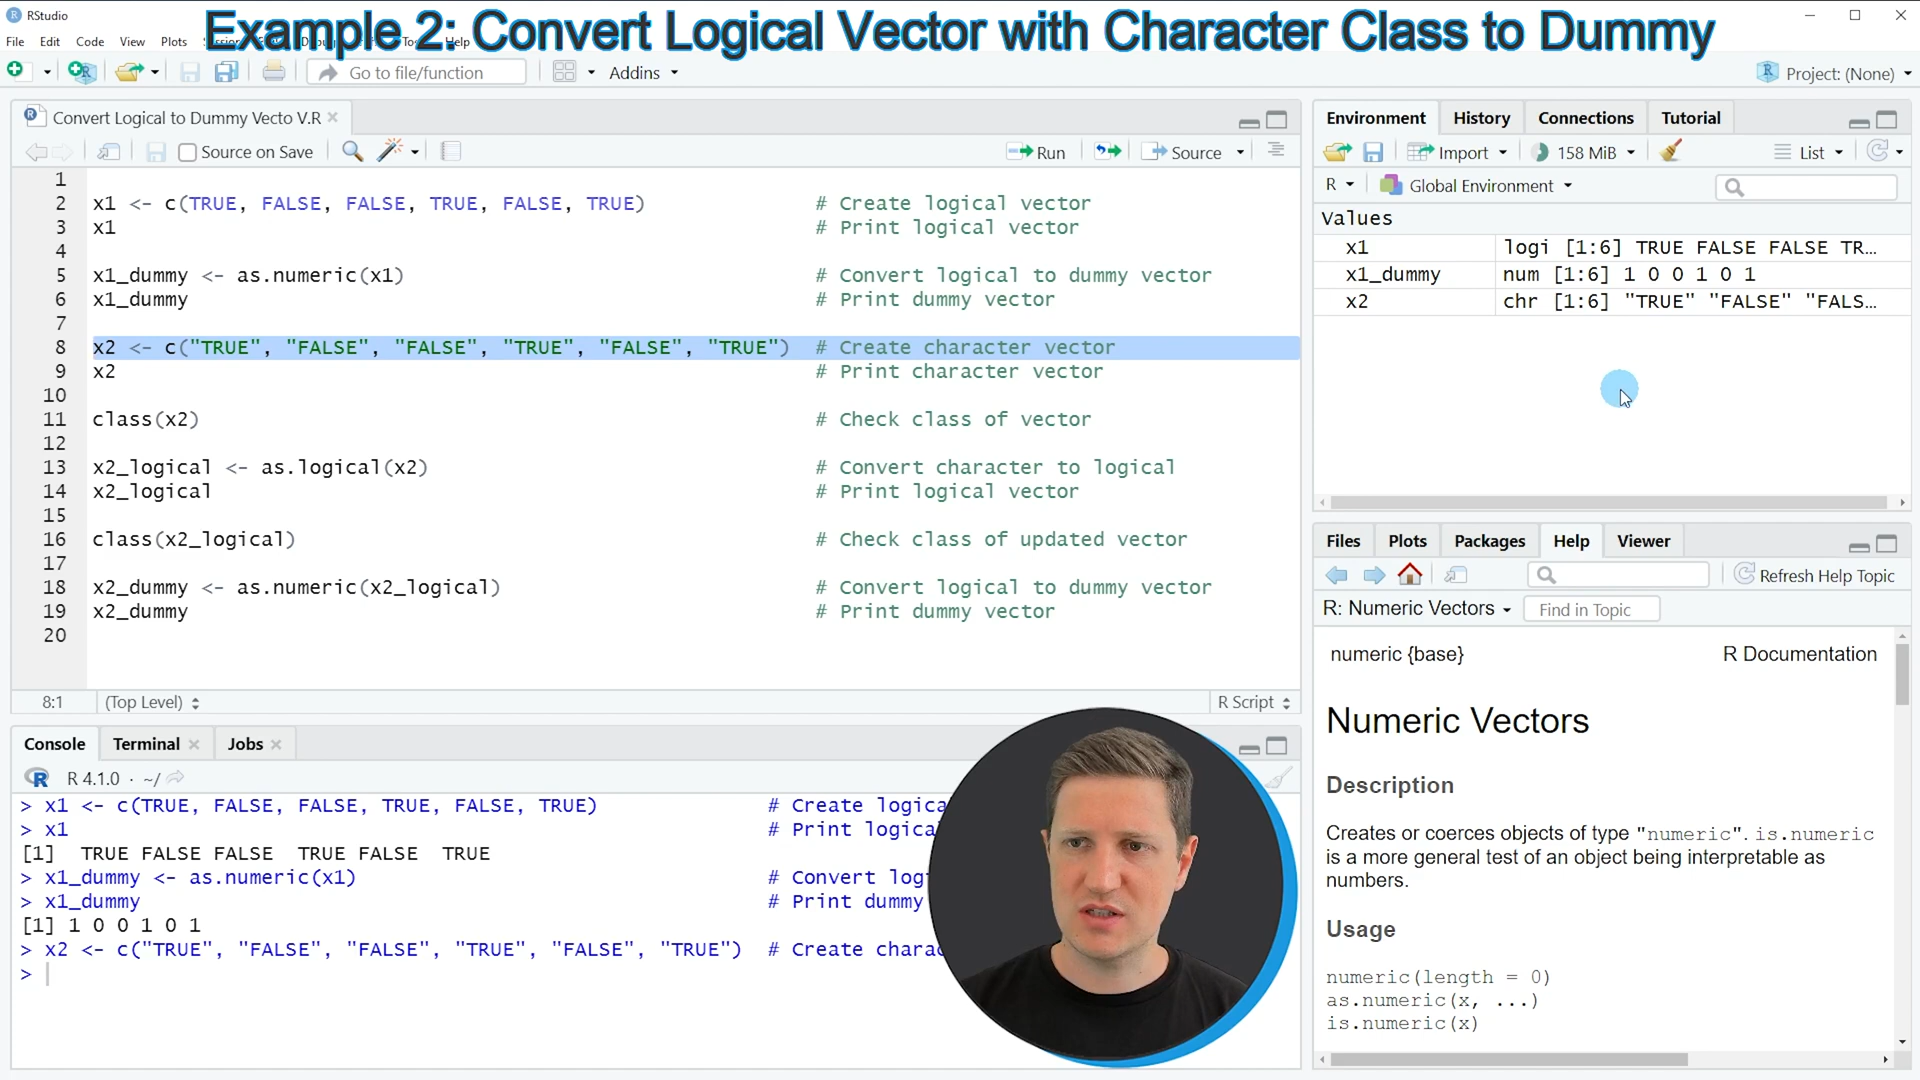 RStudio
Example 2: Convert Logical Vector with Character Class to Dummy
File Edit Code View Plots Help
Go to file/function Addins Project: (None)
Convert Logical to Dummy Vecto V.R
Source on Save Run Source
1
2 x1 <- c(TRUE, FALSE, FALSE, TRUE, FALSE, TRUE) # Create logical vector
3 x1 # Print logical vector
4
5 x1_dummy <- as.numeric(x1) # Convert logical to dummy vector
6 x1_dummy # Print dummy vector
7
8 x2 <- c("TRUE", "FALSE", "FALSE", "TRUE", "FALSE", "TRUE") # Create character vector
9 x2 # Print character vector
10
11 class(x2) # Check class of vector
12
13 x2_logical <- as.logical(x2) # Convert character to logical
14 x2_logical # Print logical vector
15
16 class(x2_logical) # Check class of updated vector
17
18 x2_dummy <- as.numeric(x2_logical) # Convert logical to dummy vector
19 x2_dummy # Print dummy vector
20
8:1 (Top Level) R Script
Console Terminal Jobs
R 4.1.0 · ~/
> x1 <- c(TRUE, FALSE, FALSE, TRUE, FALSE, TRUE) # Create logica
> x1 # Print logica
[1] TRUE FALSE FALSE TRUE FALSE TRUE
> x1_dummy <- as.numeric(x1) # Convert log
> x1_dummy # Print dummy
[1] 1 0 0 1 0 1
> x2 <- c("TRUE", "FALSE", "FALSE", "TRUE", "FALSE", "TRUE") # Create charac
>
Environment History Connections Tutorial
Import 158 MiB List
R Global Environment
Values
x1 logi [1:6] TRUE FALSE FALSE TR…
x1_dummy num [1:6] 1 0 0 1 0 1
x2 chr [1:6] "TRUE" "FALSE" "FALS…
Files Plots Packages Help Viewer
Refresh Help Topic
R: Numeric Vectors Find in Topic
numeric {base} R Documentation
Numeric Vectors
Description
Creates or coerces objects of type "numeric". is.numeric
is a more general test of an object being interpretable as
numbers.
Usage
numeric(length = 0)
as.numeric(x, ...)
is.numeric(x)